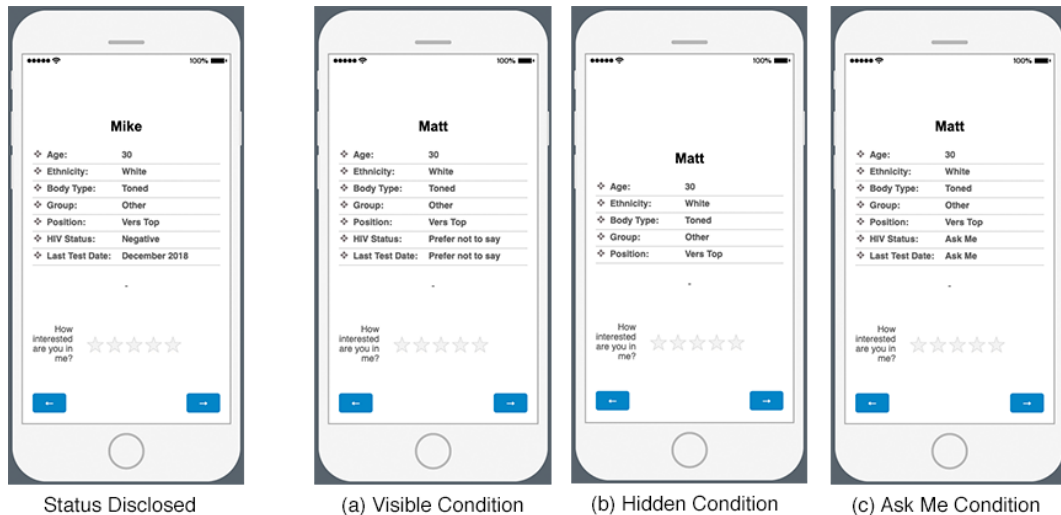 100%
Mike
Age: 30
Ethnicity: White
Body Type: Toned
Group: Other
Position: Vers Top
HIV Status: Negative
Last Test Date: December 2018
-
How
interested
are you in
me?
←
→
Status Disclosed
100%
Matt
Age: 30
Ethnicity: White
Body Type: Toned
Group: Other
Position: Vers Top
HIV Status: Prefer not to say
Last Test Date: Prefer not to say
-
How
interested
are you in
me?
←
→
(a) Visible Condition
100%
Matt
Age: 30
Ethnicity: White
Body Type: Toned
Group: Other
Position: Vers Top
-
How
interested
are you in
me?
←
→
(b) Hidden Condition
100%
Matt
Age: 30
Ethnicity: White
Body Type: Toned
Group: Other
Position: Vers Top
HIV Status: Ask Me
Last Test Date: Ask Me
-
How
interested
are you in
me?
←
→
(c) Ask Me Condition